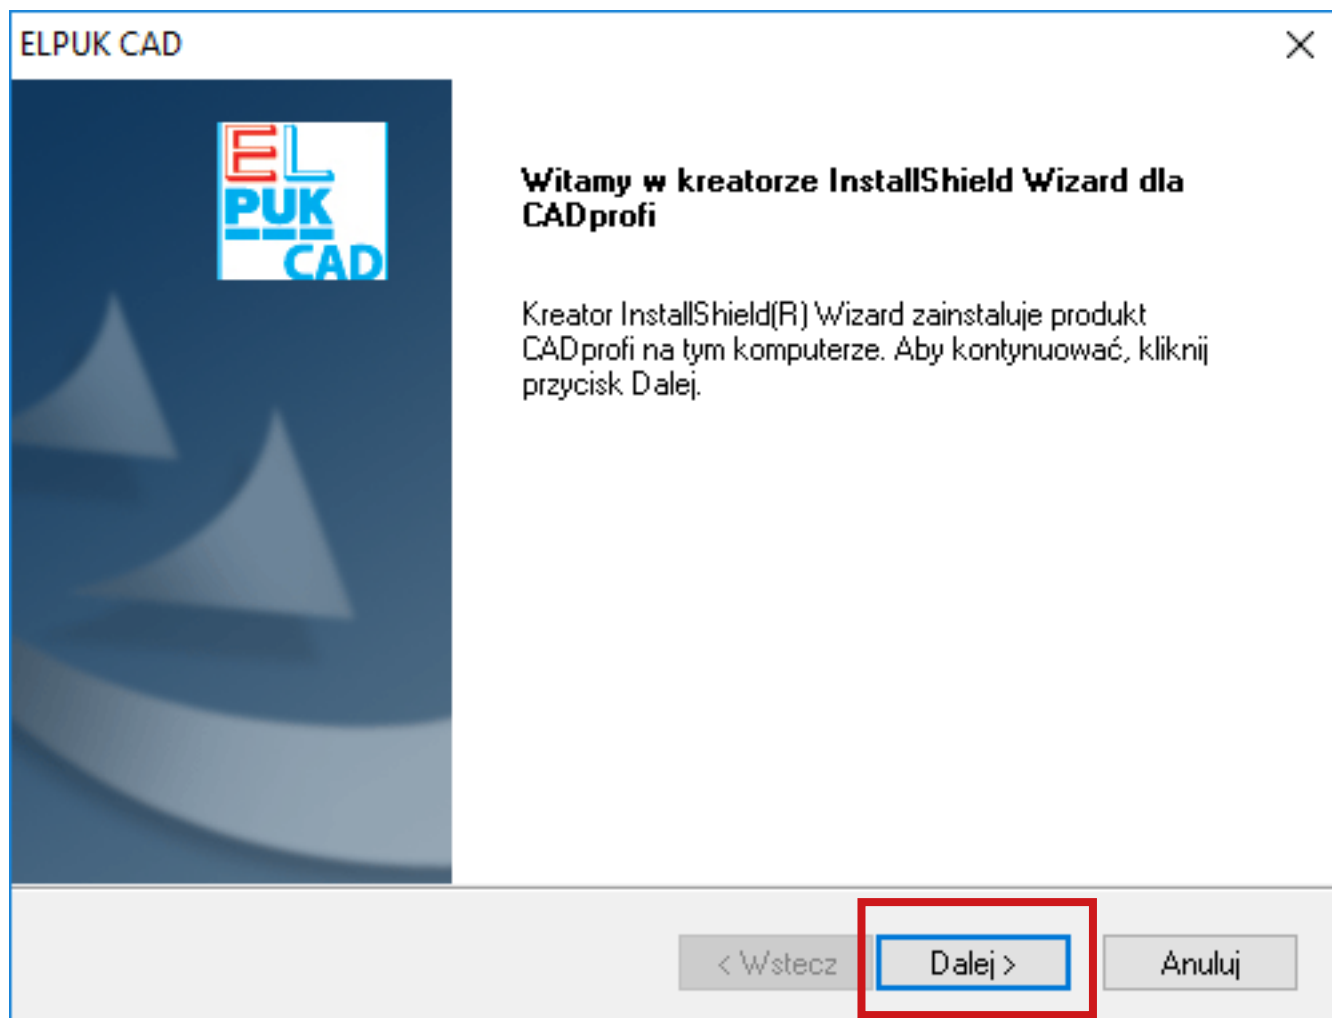 ELPUK CAD
EL
PUK
CAD
Witamy w kreatorze InstallShield Wizard dla
CADprofi
Kreator InstallShield(R) Wizard zainstaluje produkt
CADprofi na tym komputerze. Aby kontynuować, kliknij
przycisk Dalej.
< Wstecz Dalej > Anuluj